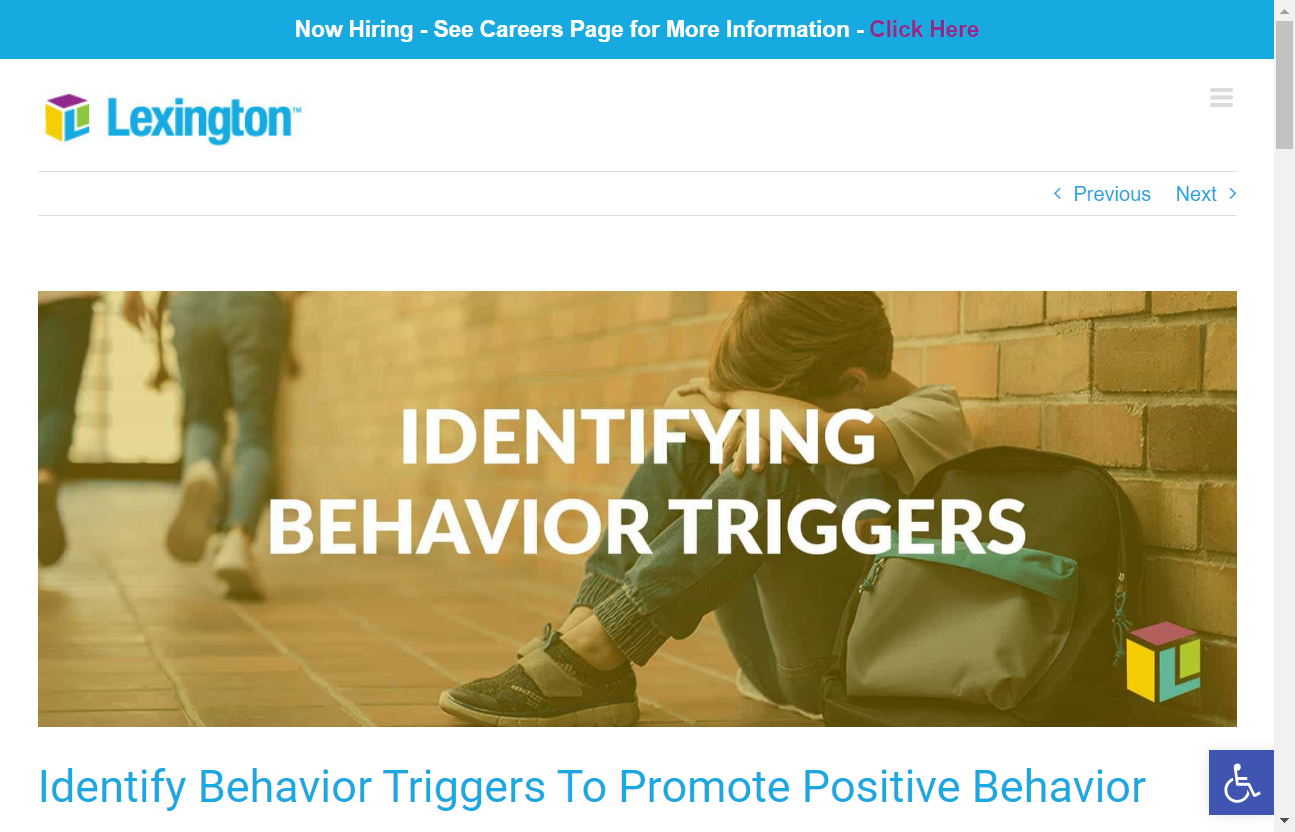 Now Hiring - See Careers Page for More Information - Click Here
Lexington™
Previous Next
IDENTIFYING
BEHAVIOR TRIGGERS
Identify Behavior Triggers To Promote Positive Behavior